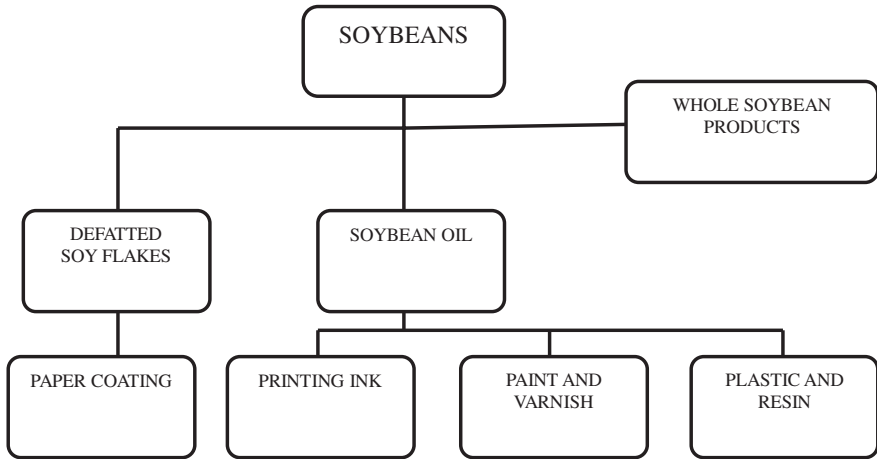 SOYBEANS
WHOLE SOYBEAN
PRODUCTS
DEFATTED
SOY FLAKES
SOYBEAN OIL
PAPER COATING
PRINTING INK
PAINT AND
VARNISH
PLASTIC AND
RESIN